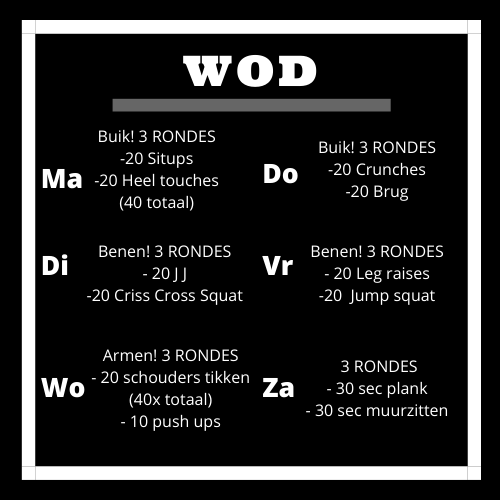 WOD
Ma
Buik! 3 RONDES
-20 Situps
-20 Heel touches
(40 totaal)
Do
Buik! 3 RONDES
-20 Crunches
-20 Brug
Di
Benen! 3 RONDES
- 20 J J
-20 Criss Cross Squat
Vr
Benen! 3 RONDES
- 20 Leg raises
-20 Jump squat
Wo
Armen! 3 RONDES
- 20 schouders tikken
(40x totaal)
- 10 push ups
Za
3 RONDES
- 30 sec plank
- 30 sec muurzitten